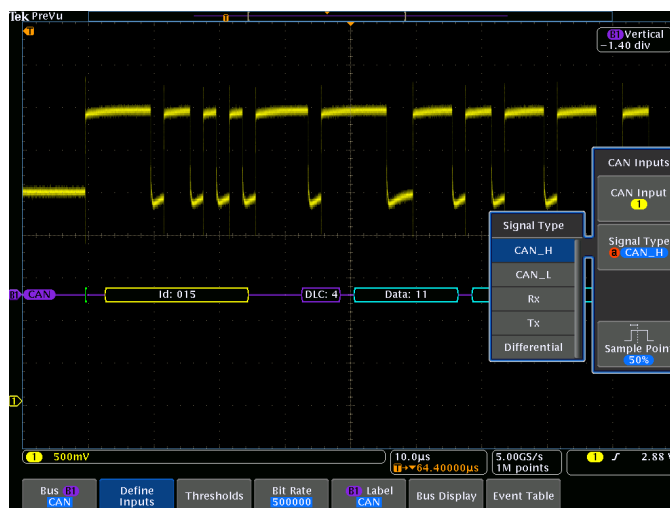 Tek PreVu
T
T
B1 Vertical
-1.40 div
CAN Inputs
CAN Input
1
Signal Type
a CAN_H
Signal Type
CAN_H
CAN_L
Rx
Tx
Differential
B1 CAN
Id: 015
DLC: 4
Data: 11
Sample Poin
50%
1
1 500mV
10.0µs
T→▼64.40000µs
5.00GS/s
1M points
1
2.88 V
Bus B1
CAN
Define
Inputs
Thresholds
Bit Rate
500000
B1 Label
CAN
Bus Display
Event Table